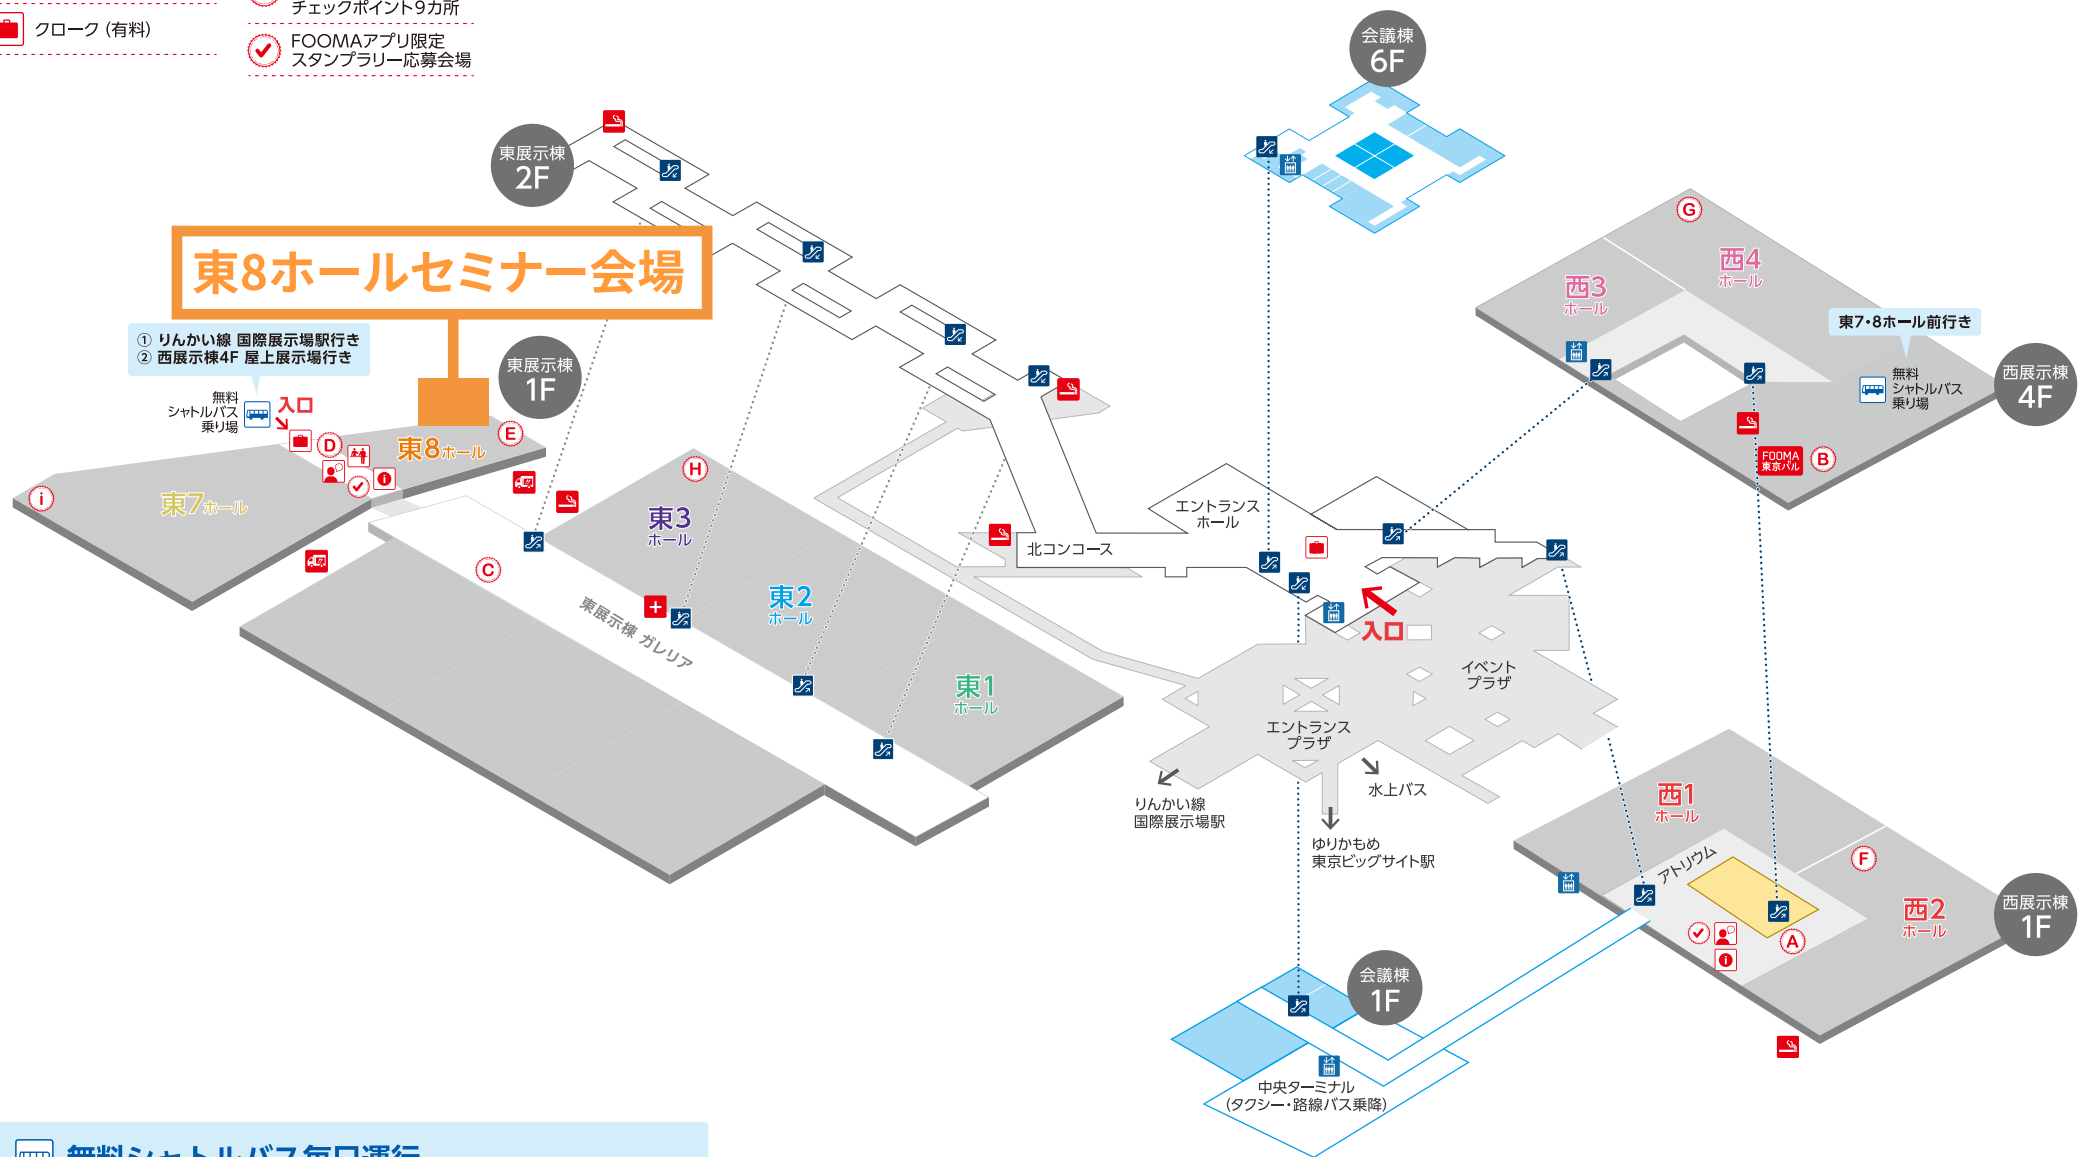 チェックポイント9カ所
クローク (有料)
FOOMAアプリ限定
スタンプラリー応募会場
会議棟
6F
東展示棟
2F
G
西4
ホール
西3
ホール
東8ホールセミナー会場
東7・8ホール前行き
① りんかい線 国際展示場駅行き
② 西展示棟4F 屋上展示場行き
東展示棟
1F
無料
シャトルバス
乗り場
西展示棟
4F
無料
シャトルバス
乗り場
入口
D
東8ホール
E
FOOMA
東京バル
B
i
東7ホール
H
東3
ホール
エントランス
ホール
北コンコース
C
東2
ホール
東展示棟 ガレリア
入口
イベント
プラザ
東1
ホール
エントランス
プラザ
水上バス
りんかい線
国際展示場駅
ゆりかもめ
東京ビッグサイト駅
西1
ホール
アトリウム
F
西2
ホール
西展示棟
1F
A
会議棟
1F
中央ターミナル
(タクシー・路線バス乗降)
無料シャトルバス毎日運行